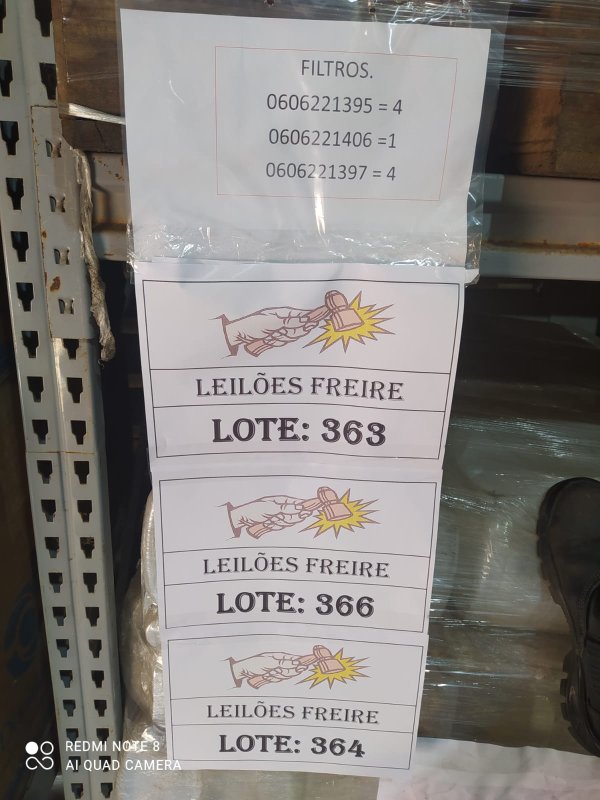 FILTROS.
0606221395 = 4
0606221406 =1
0606221397 = 4
LEILÕES FREIRE
LOTE: 363
LEILÕES FREIRE
LOTE: 366
LEILÕES FREIRE
LOTE: 364
REDMI NOTE 8
AI QUAD CAMERA